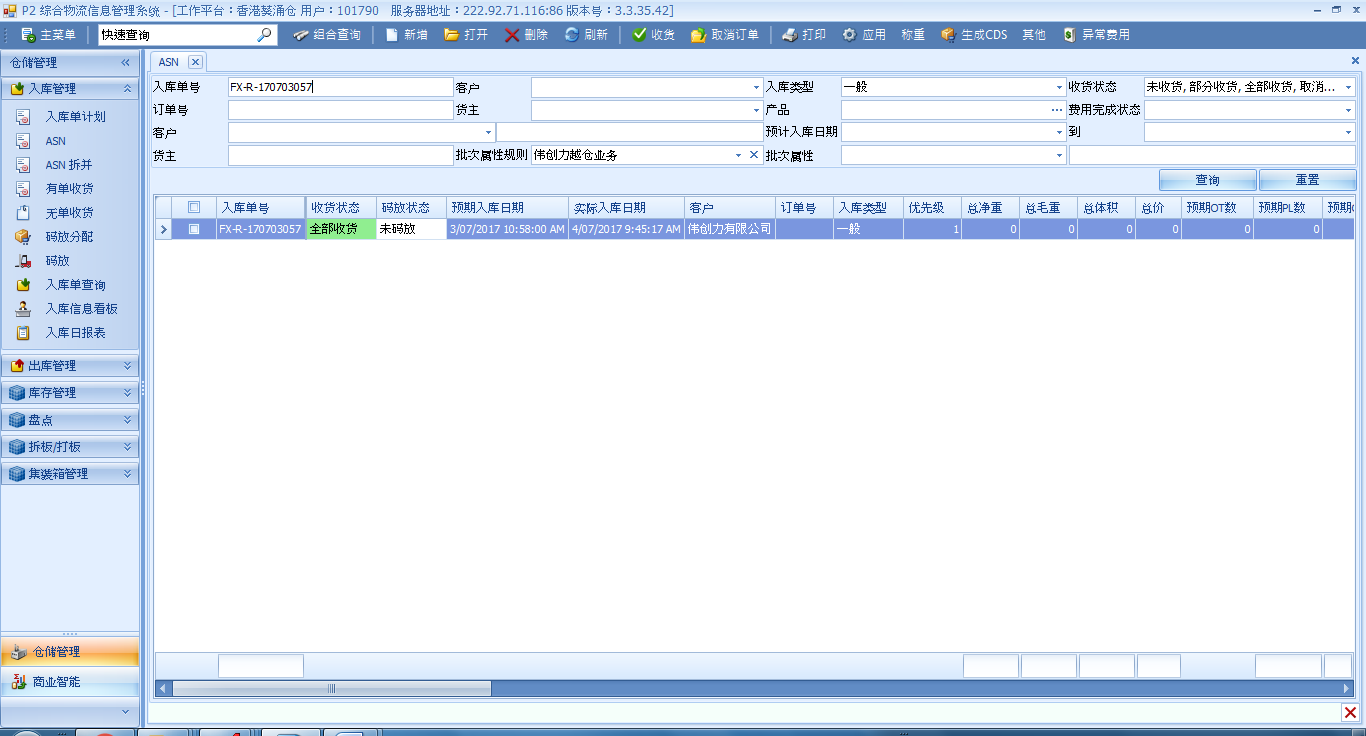 P2 综合物流信息管理系统 - [工作平台：香港葵涌仓 用户：101790 服务器地址：222.92.71.116:86 版本号：3.3.35.42]
主菜单 快速查询 组合查询 新增 打开 删除 刷新 收货 取消订单 打印 应用 称重 生成CDS 其他 异常费用
仓储管理
入库管理
入库单计划
ASN
ASN 拆并
有单收货
无单收货
码放分配
码放
入库单查询
入库信息看板
入库日报表
出库管理
库存管理
盘点
拆板/打板
集装箱管理
仓储管理
商业智能
ASN
入库单号 FX-R-170703057 客户 入库类型 一般 收货状态 未收货, 部分收货, 全部收货, 取消...
订单号 货主 产品 费用完成状态
客户 预计入库日期 到
货主 批次属性规则 伟创力越仓业务 批次属性
查询 重置
入库单号 收货状态 码放状态 预期入库日期 实际入库日期 客户 订单号 入库类型 优先级 总净重 总毛重 总体积 总价 预期OT数 预期PL数 预期
FX-R-170703057 全部收货 未码放 3/07/2017 10:58:00 AM 4/07/2017 9:45:17 AM 伟创力有限公司 一般 1 0 0 0 0 0 0